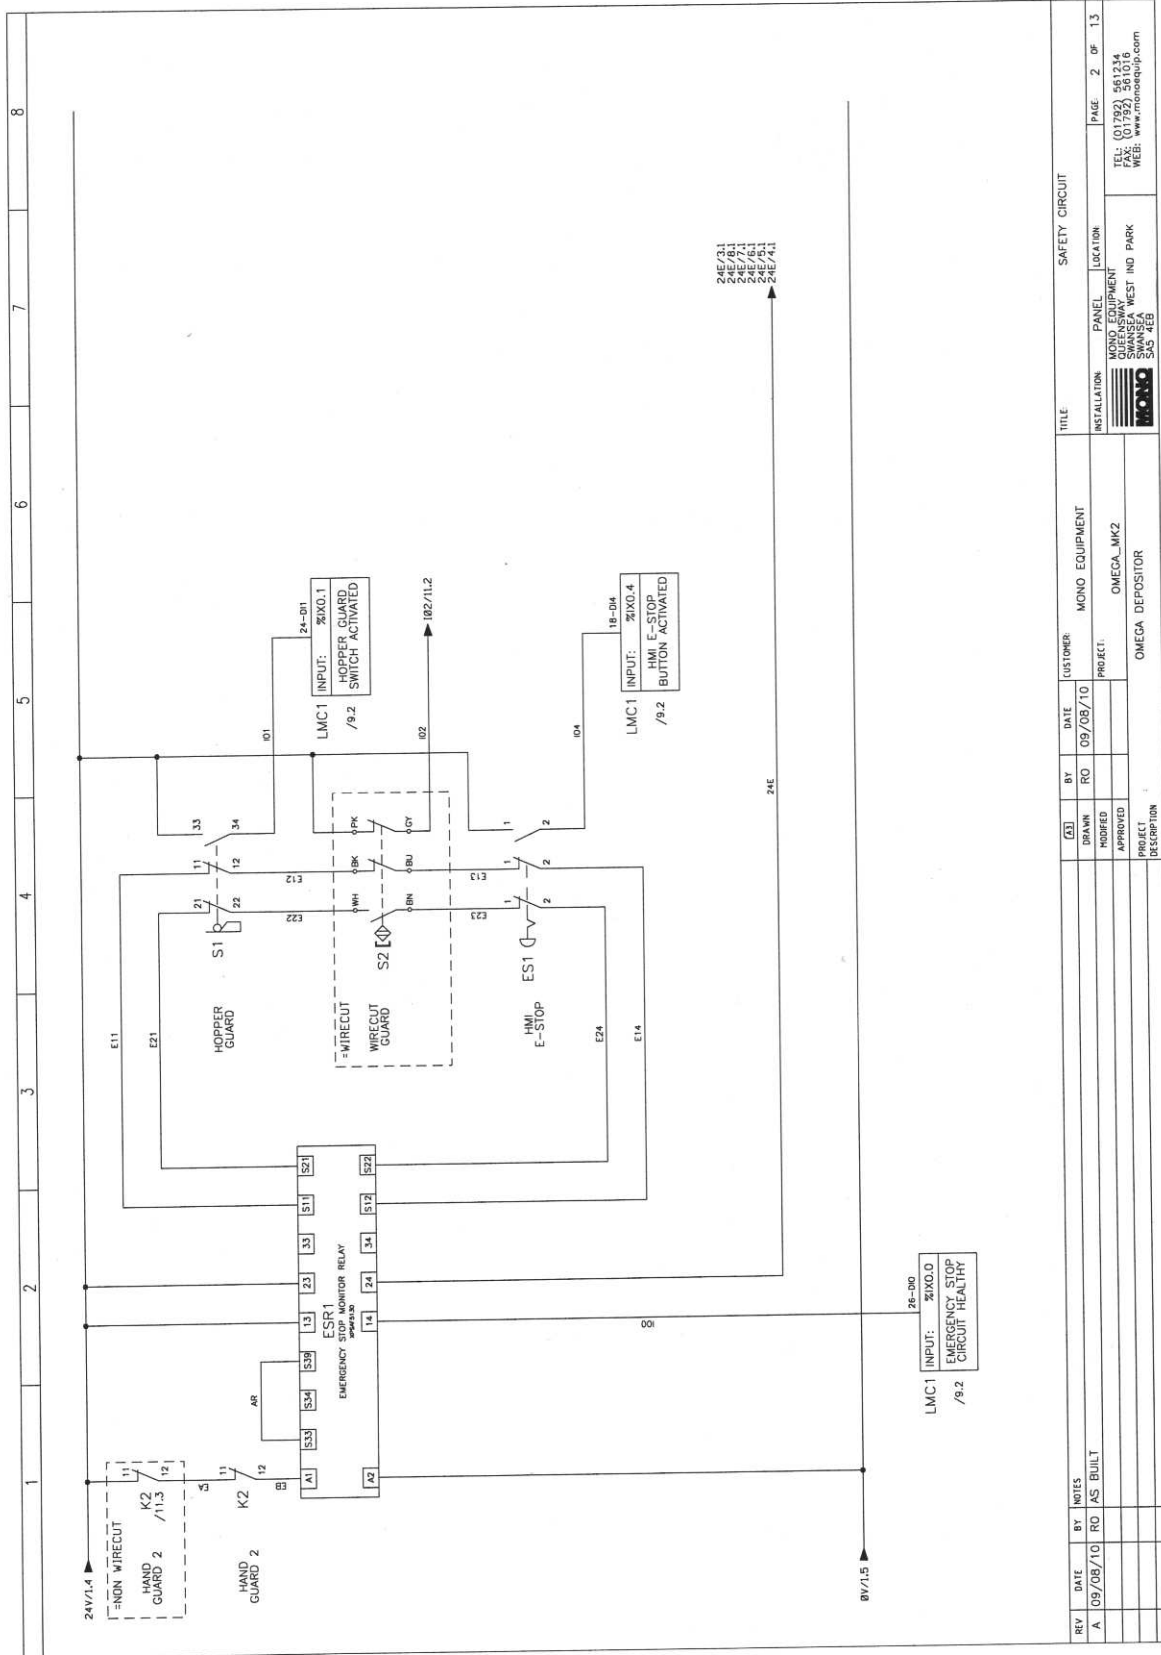 1
2
3
4
5
6
7
8
24V/1.4
=NON WIRECUT
HAND
GUARD 2
K2
/11.3
11
12
EA
HAND
GUARD 2
K2
11
12
EB
AR
A1
S33
S34
S39
13
23
33
S11
S21
ESR1
EMERGENCY STOP MONITOR RELAY
XPSAF5130
A2
14
24
34
S12
S22
E11
E21
HOPPER
GUARD
S1
21
22
11
12
33
34
E22
E12
I01
24-DI1
LMC1
INPUT: %IX0.1
HOPPER GUARD
SWITCH ACTIVATED
/9.2
=WIRECUT
WIRECUT
GUARD
S2
WH
BN
BK
BU
PK
GY
I02
I02/11.2
E23
E13
HMI
E-STOP
ES1
1
2
1
2
1
2
I04
18-DI4
LMC1
INPUT: %IX0.4
HMI E-STOP
BUTTON ACTIVATED
/9.2
E24
E14
24E
24E/3.1
24E/8.1
24E/7.1
24E/6.1
24E/5.1
24E/4.1
I00
0V/1.5
26-DI0
LMC1
INPUT: %IX0.0
EMERGENCY STOP
CIRCUIT HEALTHY
/9.2
REV DATE BY NOTES
A 09/08/10 RO AS BUILT
A3 BY DATE
DRAWN RO 09/08/10
MODIFIED
APPROVED
PROJECT
DESCRIPTION
OMEGA DEPOSITOR
CUSTOMER: MONO EQUIPMENT
PROJECT: OMEGA_MK2
TITLE: SAFETY CIRCUIT
INSTALLATION: PANEL
LOCATION:
PAGE: 2 OF 13
MONO
MONO EQUIPMENT
QUEENSWAY
SWANSEA WEST IND PARK
SWANSEA
SA5 4EB
TEL: (01792) 561234
FAX: (01792) 561016
WEB: www.monoequip.com